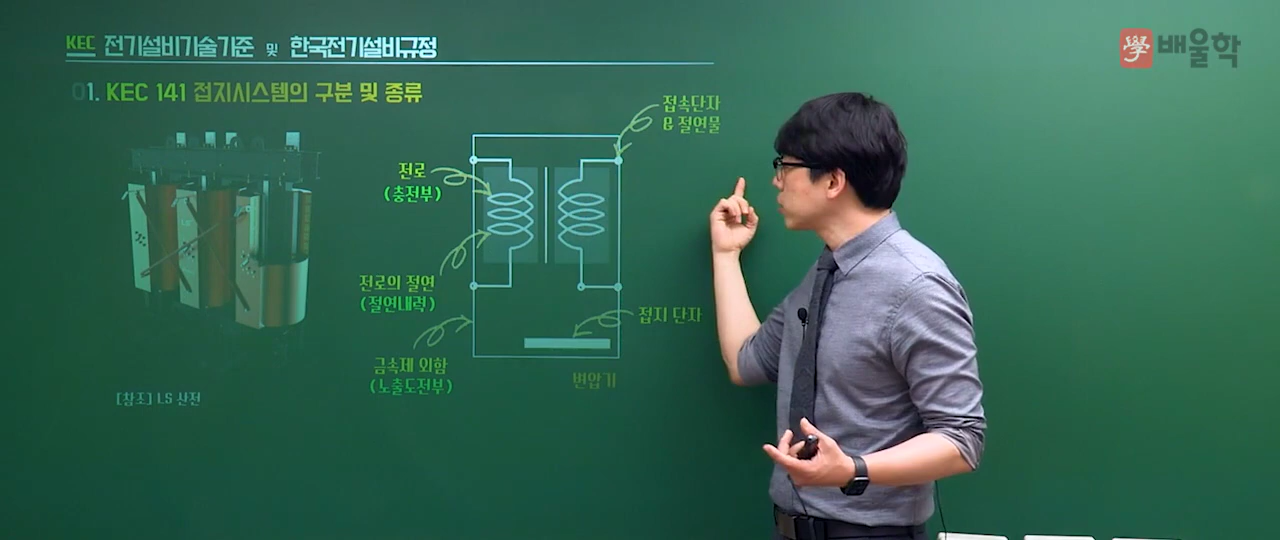 KEC 전기설비기술기준 및 한국전기설비규정
學 배울학
01. KEC 141 접지시스템의 구분 및 종류
접속단자
& 절연물
전로
(충전부)
전로의 절연
(절연내력)
접지 단자
금속제 외함
(노출도전부)
변압기
[참조] LS 산전